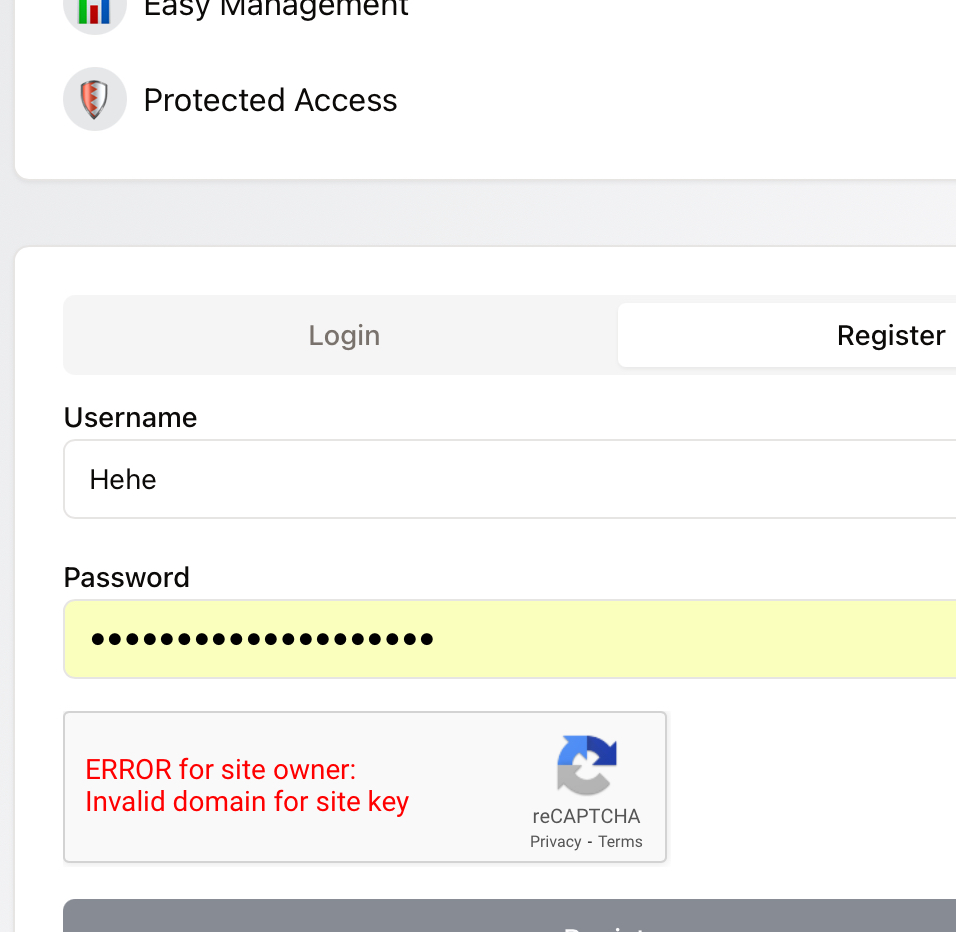 Easy Management
Protected Access
Login
Register
Username
Hehe
Password
ERROR for site owner:
Invalid domain for site key
reCAPTCHA
Privacy - Terms
Register